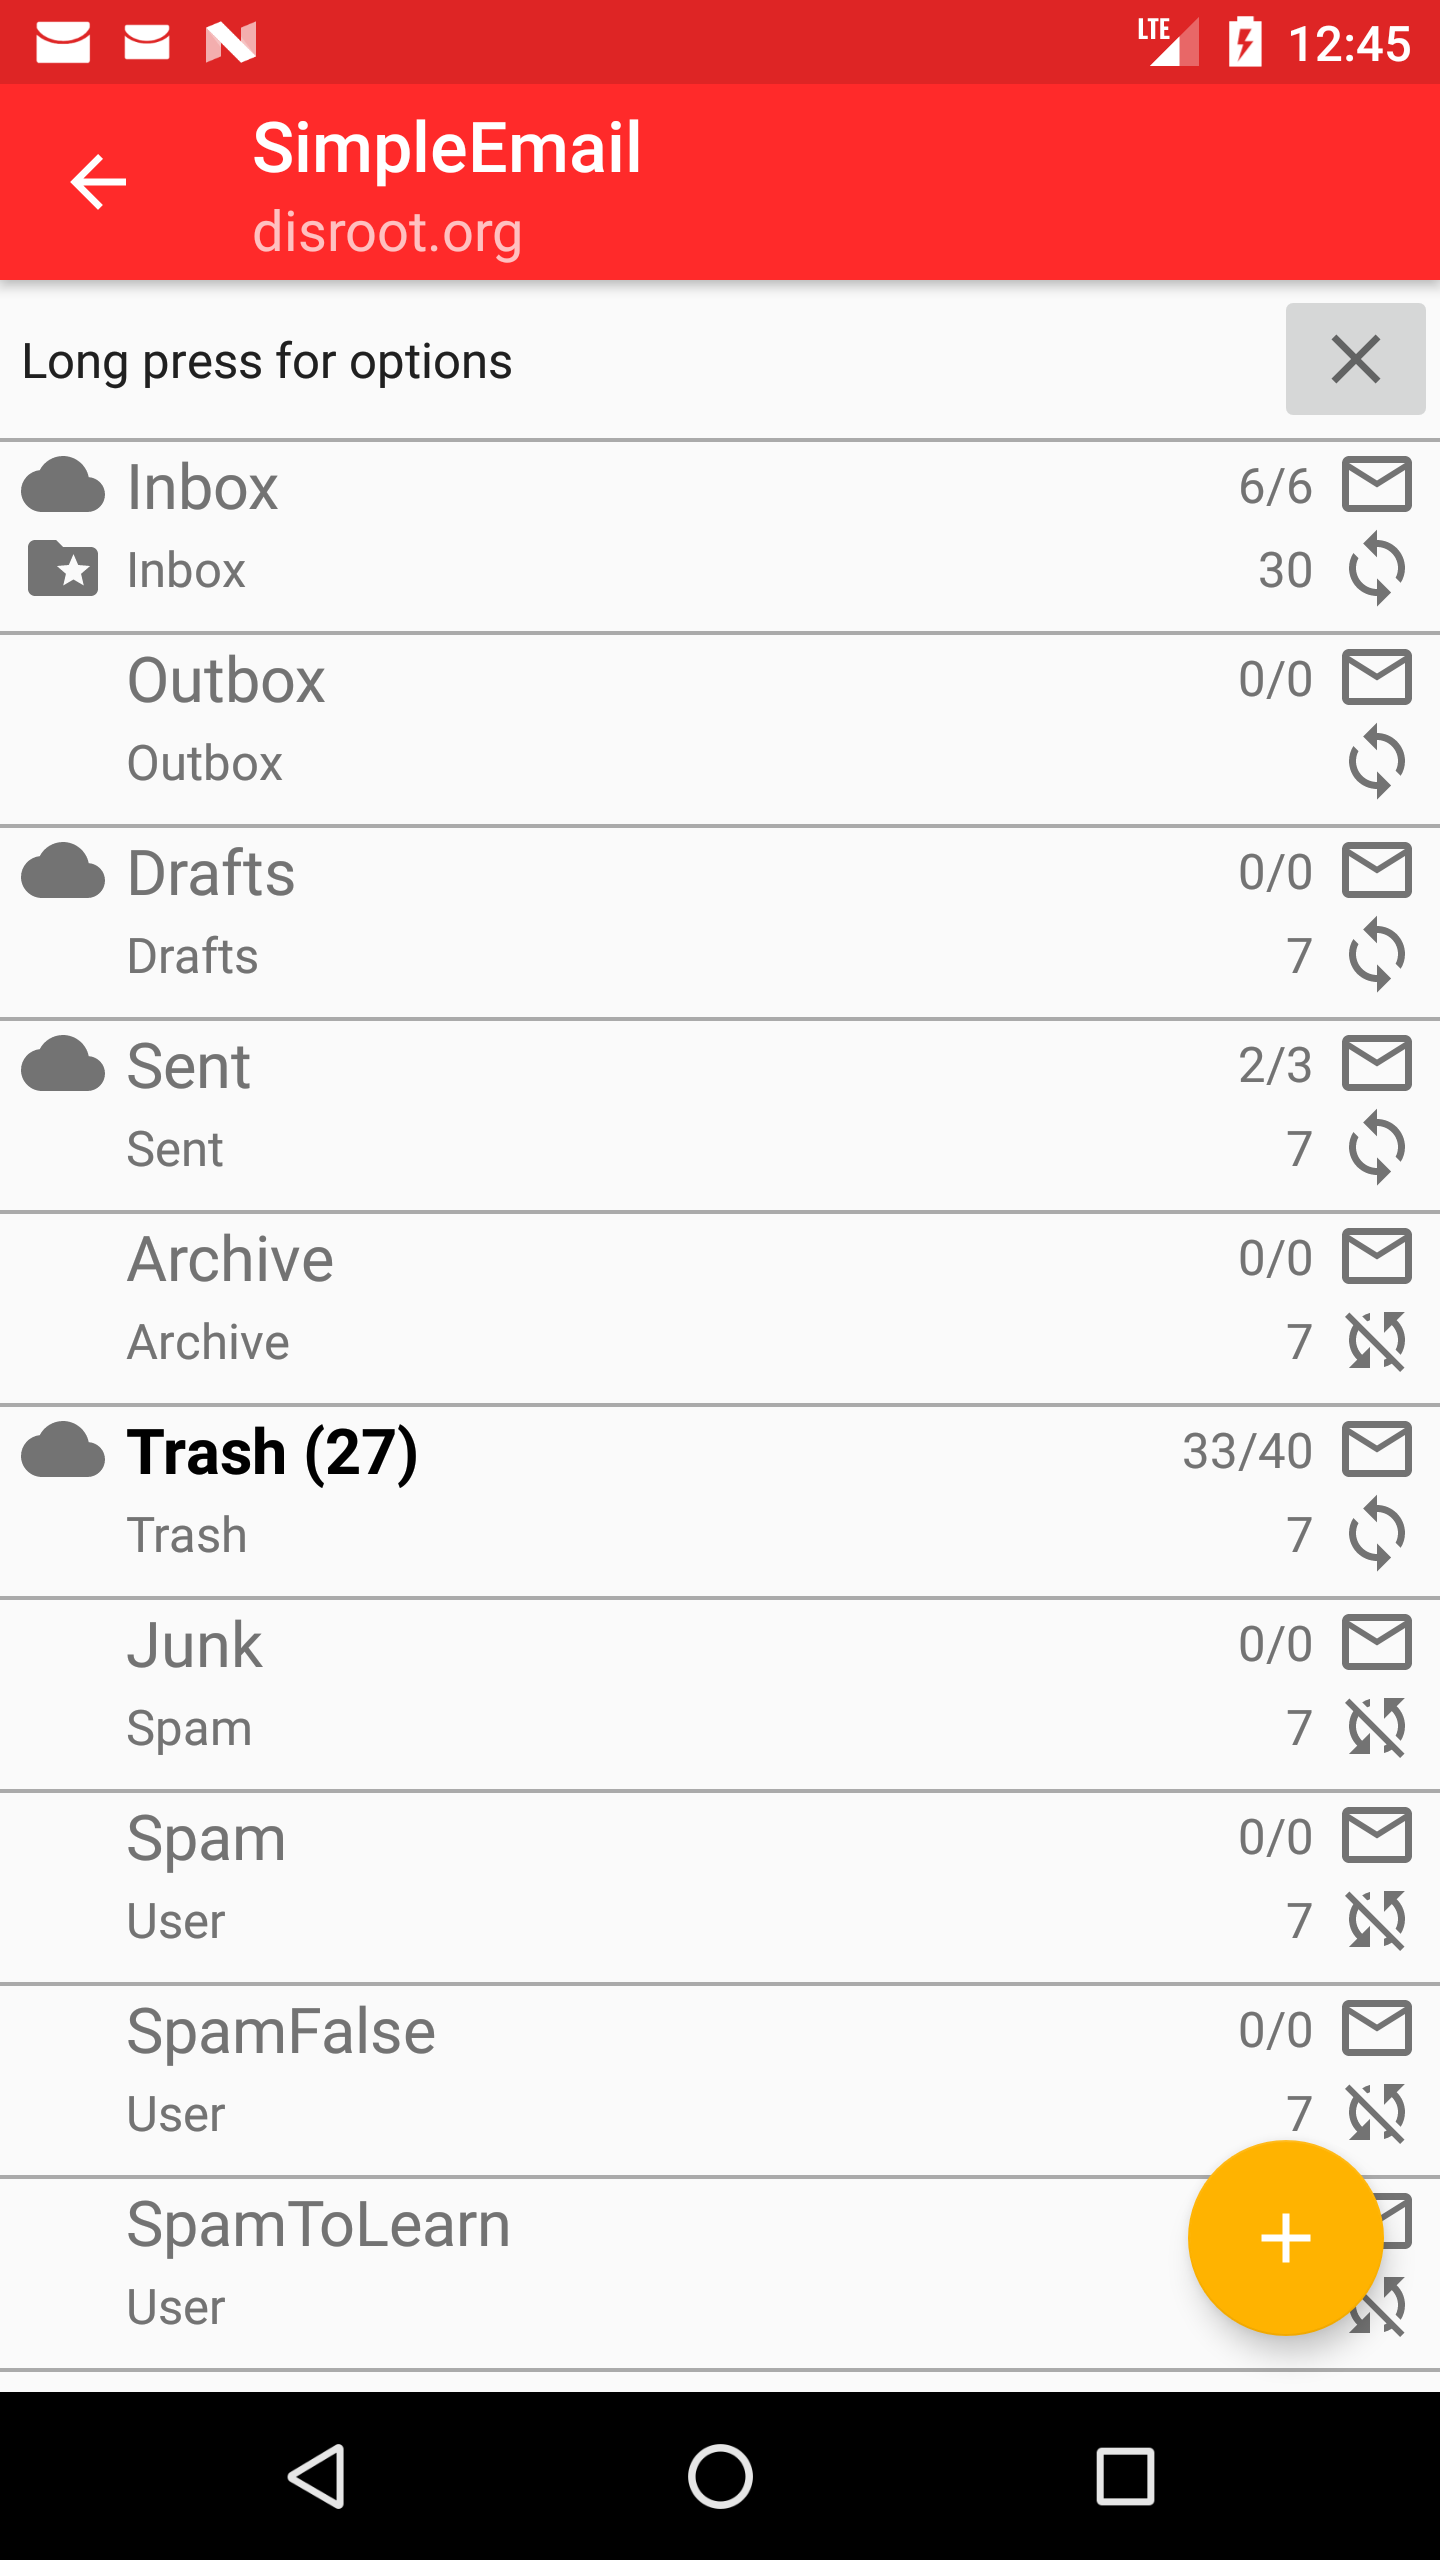 LTE 12:45
SimpleEmail
disroot.org
Long press for options
Inbox 6/6
Inbox 30
Outbox 0/0
Outbox
Drafts 0/0
Drafts 7
Sent 2/3
Sent 7
Archive 0/0
Archive 7
Trash (27) 33/40
Trash 7
Junk 0/0
Spam 7
Spam 0/0
User 7
SpamFalse 0/0
User 7
SpamToLearn
User